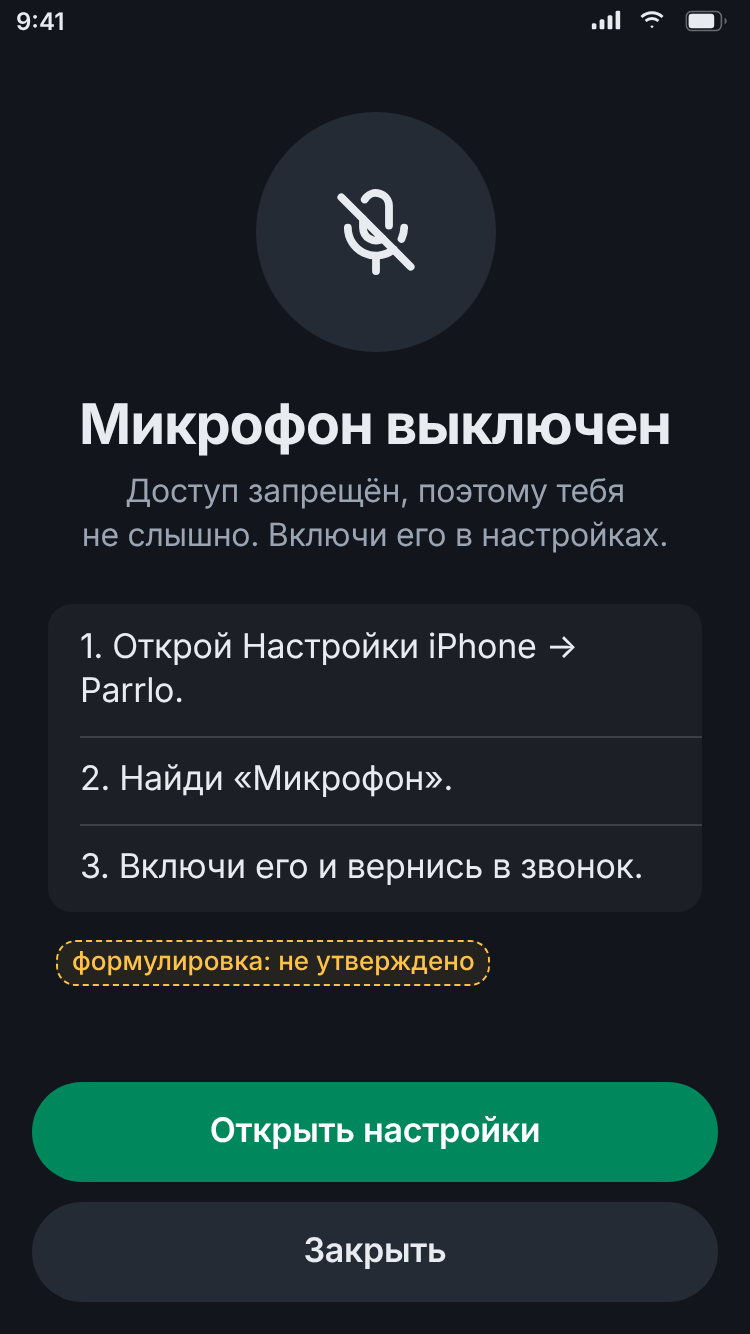 9:41
Микрофон выключен
Доступ запрещён, поэтому тебя
не слышно. Включи его в настройках.
1. Открой Настройки iPhone →
Parrlo.
2. Найди «Микрофон».
3. Включи его и вернись в звонок.
формулировка: не утверждено
Открыть настройки
Закрыть